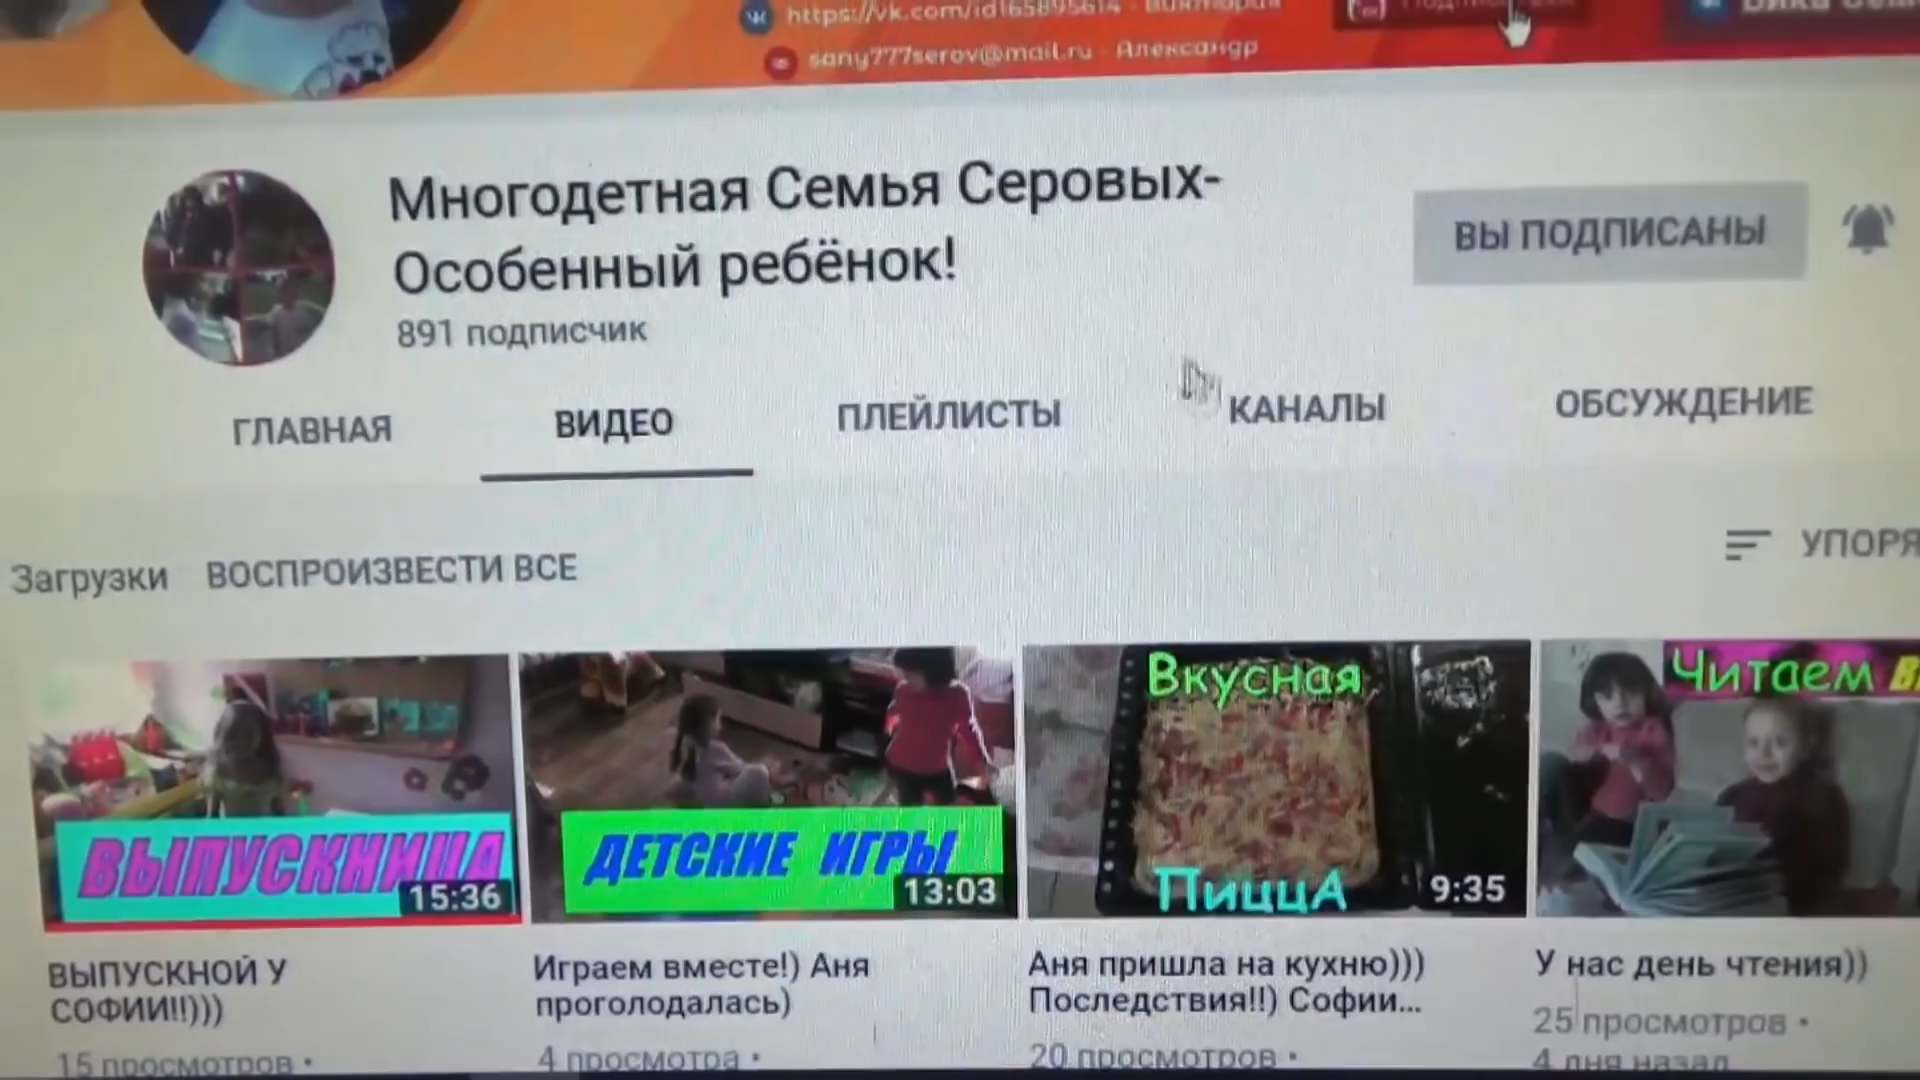 https://vk.com/id165895614 -
sany777serov@mail.ru - Александр
Многодетная Семья Серовых-
Особенный ребёнок!
891 подписчик
ВЫ ПОДПИСАНЫ
ГЛАВНАЯ
ВИДЕО
ПЛЕЙЛИСТЫ
КАНАЛЫ
ОБСУЖДЕНИЕ
Загрузки
ВОСПРОИЗВЕСТИ ВСЕ
УПОРЯ
ВЫПУСКНИЦА
15:36
ДЕТСКИЕ ИГРЫ
13:03
Вкусная
ПиццА
9:35
Читаем
ВЫПУСКНОЙ У
СОФИИ!!)))
15 просмотров •
Играем вместе!) Аня
проголодалась)
4 просмотра •
Аня пришла на кухню)))
Последствия!!) Софии...
20 просмотров •
У нас день чтения))
25 просмотров •
4 дня назад